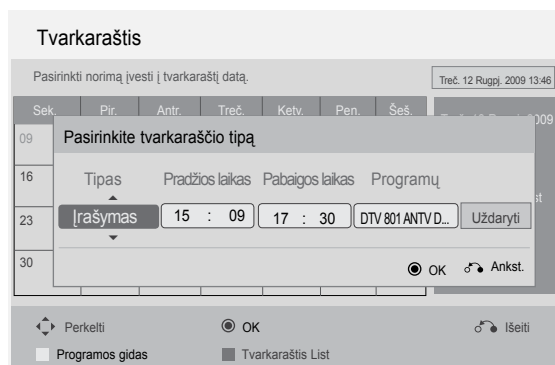 Tvarkaraštis
Pasirinkti norimą įvesti į tvarkaraštį datą.
Treč. 12 Rugpj. 2009 13:46
Sek. Pir. Antr. Treč. Ketv. Pen. Šeš.
09
Pasirinkite tvarkaraščio tipą
16
Tipas Pradžios laikas Pabaigos laikas Programų
23
Įrašymas 15 : 09 17 : 30 DTV 801 ANTV D... Uždaryti
30
OK Ankst.
Perkelti OK Išeiti
Programos gidas Tvarkaraštis List